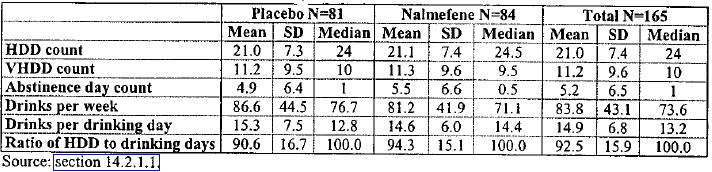 Placebo N=81 Nalmefene N=84 Total N=165
Mean SD Median Mean SD Median Mean SD Median
HDD count 21.0 7.3 24 21.1 7.4 24.5 21.0 7.4 24
VHDD count 11.2 9.5 10 11.3 9.6 9.5 11.2 9.6 10
Abstinence day count 4.9 6.4 1 5.5 6.6 0.5 5.2 6.5 1
Drinks per week 86.6 44.5 76.7 81.2 41.9 71.1 83.8 43.1 73.6
Drinks per drinking day 15.3 7.5 12.8 14.6 6.0 14.4 14.9 6.8 13.2
Ratio of HDD to drinking days 90.6 16.7 100.0 94.3 15.1 100.0 92.5 15.9 100.0
Source: section 14.2.1.1.